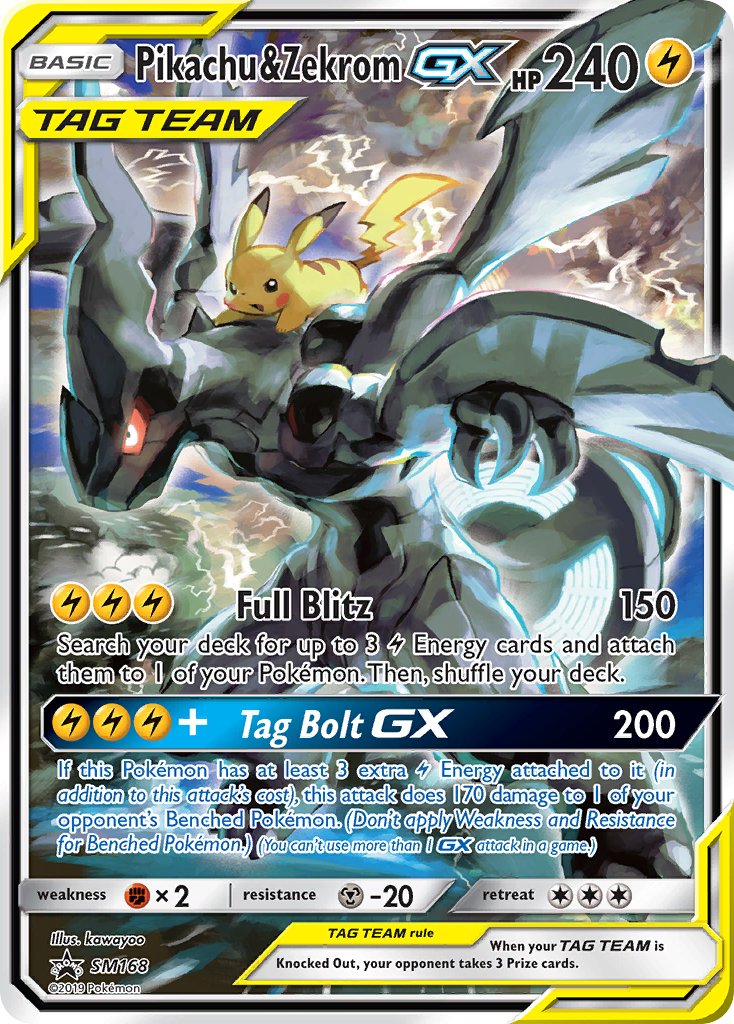 BASIC Pikachu&Zekrom GX HP 240
TAG TEAM
Full Blitz 150
Search your deck for up to 3 Energy cards and attach
them to 1 of your Pokémon. Then, shuffle your deck.
+ Tag Bolt GX 200
If this Pokémon has at least 3 extra Energy attached to it (in
addition to this attack's cost), this attack does 170 damage to 1 of your
opponent's Benched Pokémon. (Don't apply Weakness and Resistance
for Benched Pokémon.) (You can't use more than 1 GX attack in a game.)
weakness × 2 resistance -20 retreat
Illus. kawayoo
SM168
©2019 Pokémon
TAG TEAM rule
When your TAG TEAM is
Knocked Out, your opponent takes 3 Prize cards.